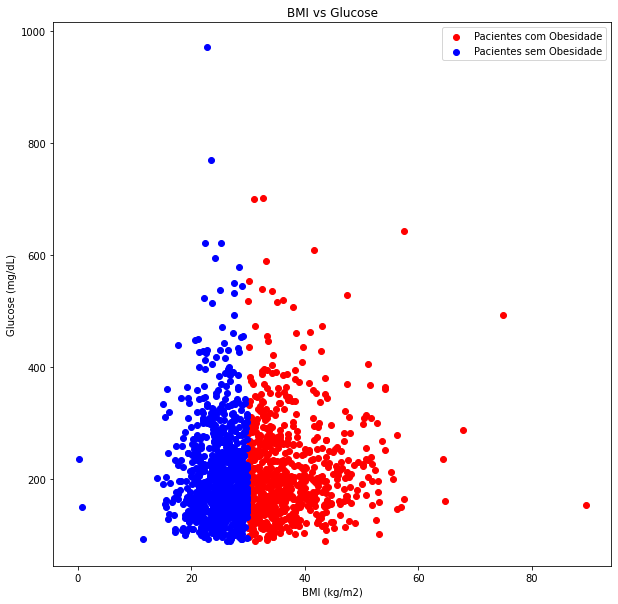 BMI vs Glucose
Pacientes com Obesidade
Pacientes sem Obesidade
1000
800
600
400
200
Glucose (mg/dL)
0 20 40 60 80
BMI (kg/m2)